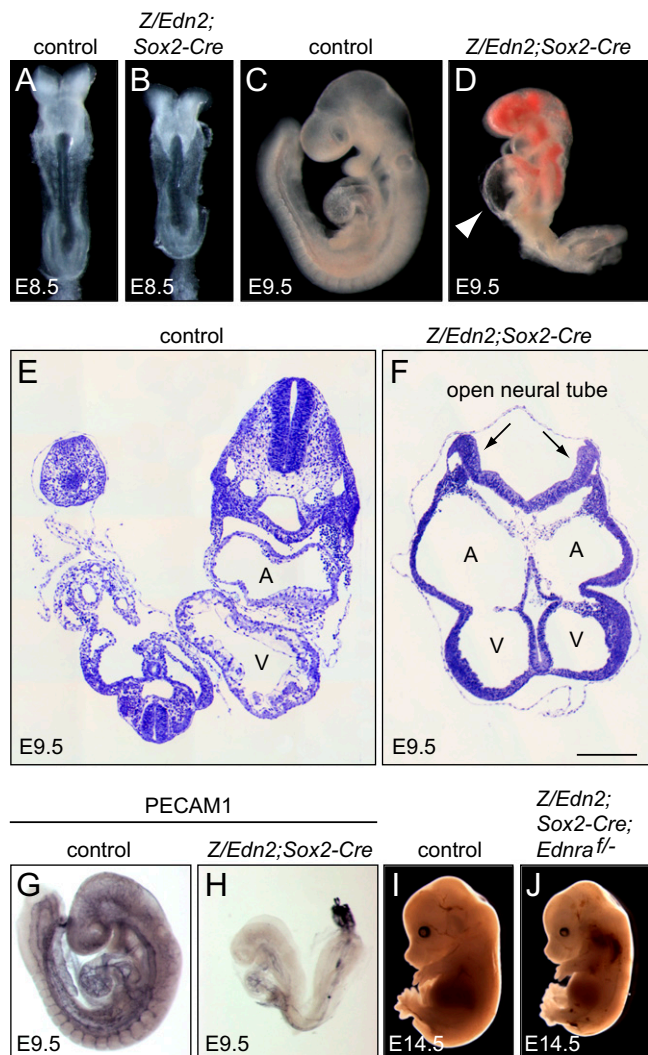 control
Z/Edn2;
Sox2-Cre
control
Z/Edn2;Sox2-Cre
A
B
C
D
E8.5
E8.5
E9.5
E9.5
control
Z/Edn2;Sox2-Cre
E
F
open neural tube
A
V
A
A
V
V
E9.5
E9.5
PECAM1
control
Z/Edn2;Sox2-Cre
control
Z/Edn2;
Sox2-Cre;
Ednra f/-
G
H
I
J
E9.5
E9.5
E14.5
E14.5